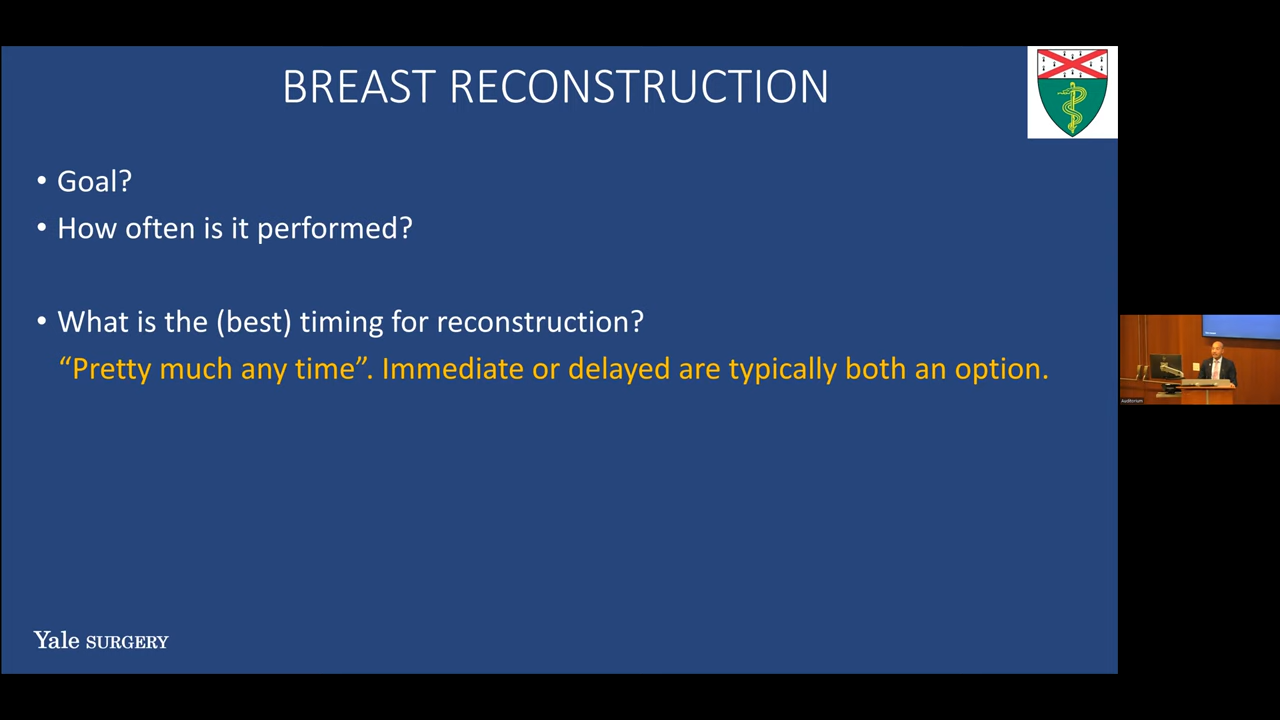 BREAST RECONSTRUCTION
• Goal?
• How often is it performed?
• What is the (best) timing for reconstruction?
“Pretty much any time”. Immediate or delayed are typically both an option.
Yale SURGERY
Auditorium